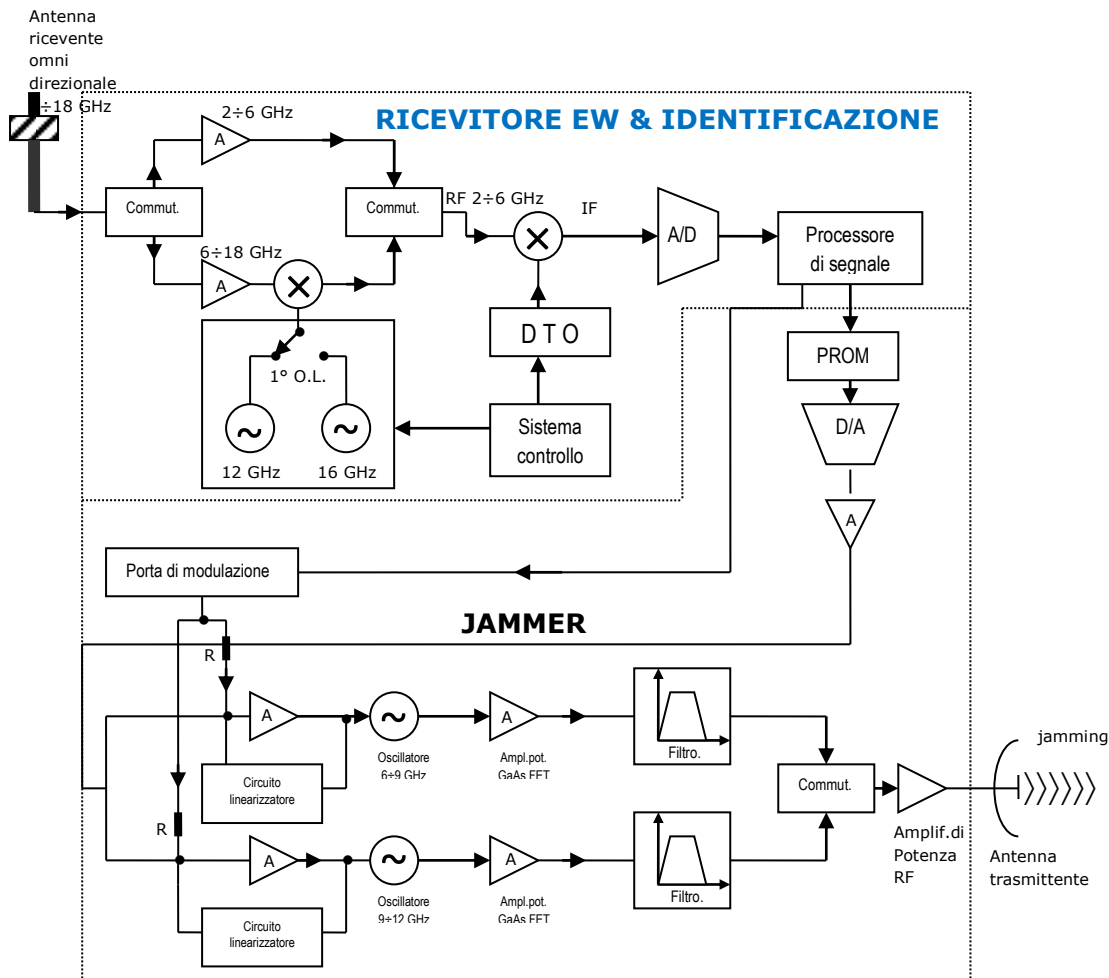 Antenna
ricevente
omni
direzionale
÷18 GHz
2÷6 GHz
RICEVITORE EW & IDENTIFICAZIONE
A
Commut.
Commut.
RF 2÷6 GHz
IF
A/D
Processore
di segnale
6÷18 GHz
A
D T O
PROM
1° O.L.
Sistema
controllo
D/A
12 GHz
16 GHz
A
Porta di modulazione
JAMMER
R
A
A
Filtro.
Oscillatore
6÷9 GHz
Ampl.pot.
GaAs FET
Circuito
linearizzatore
jamming
Commut.
R
A
A
Filtro.
Amplif.di
Potenza
RF
Antenna
trasmittente
Oscillatore
9÷12 GHz
Ampl.pot.
GaAs FET
Circuito
linearizzatore